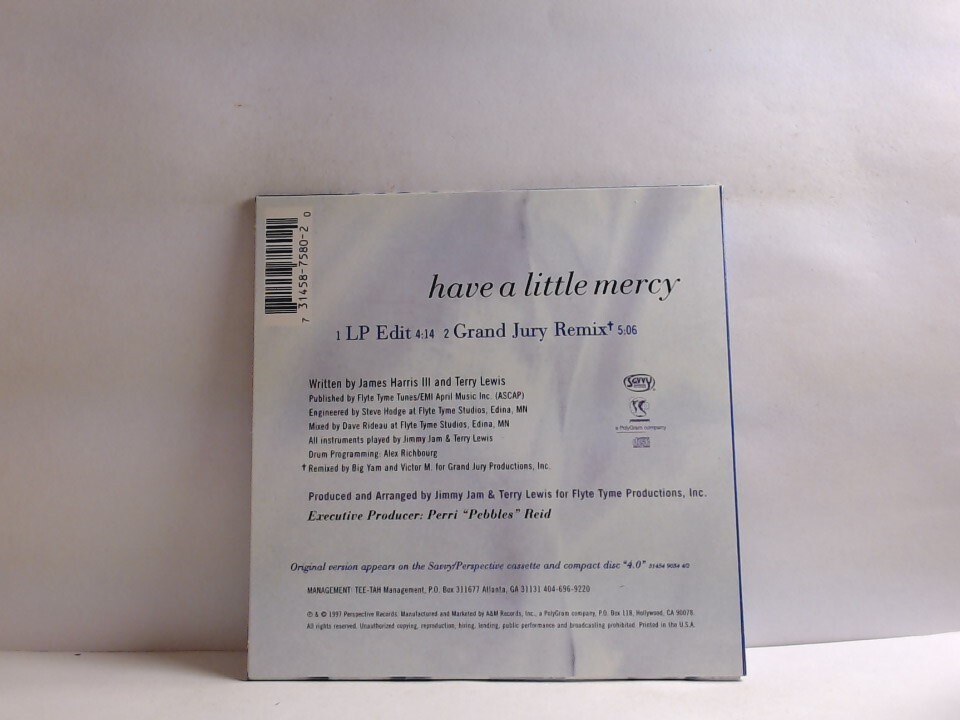 7 31458-7580-2 0
have a little mercy
1 LP Edit 4:14 2 Grand Jury Remix† 5:06
Written by James Harris III and Terry Lewis
Published by Flyte Tyme Tunes/EMI April Music Inc. (ASCAP)
Engineered by Steve Hodge at Flyte Tyme Studios, Edina, MN
Mixed by Dave Rideau at Flyte Tyme Studios, Edina, MN
All instruments played by Jimmy Jam & Terry Lewis
Drum Programming: Alex Richbourg
† Remixed by Big Yam and Victor M. for Grand Jury Productions, Inc.
Savvy
a PolyGram company
Produced and Arranged by Jimmy Jam & Terry Lewis for Flyte Tyme Productions, Inc.
Executive Producer: Perri "Pebbles" Reid
Original version appears on the Savvy/Perspective cassette and compact disc "4.0" 31454 9034 4/2
MANAGEMENT: TEE-TAH Management, P.O. Box 311677 Atlanta, GA 31131 404-696-9220
℗ & © 1997 Perspective Records. Manufactured and Marketed by A&M Records, Inc., a PolyGram company, P.O. Box 118, Hollywood, CA 90078.
All rights reserved. Unauthorized copying, reproduction, hiring, lending, public performance and broadcasting prohibited. Printed in the U.S.A.